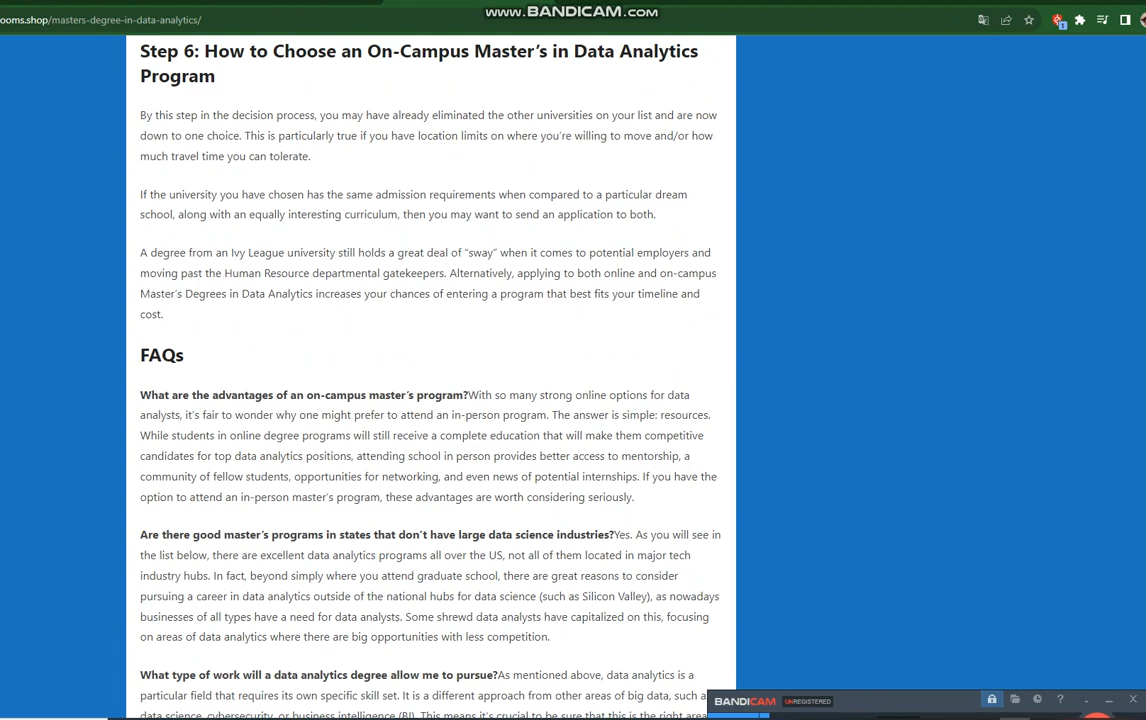 www.BANDICAM.com
ooms.shop/masters-degree-in-data-analytics/
Step 6: How to Choose an On-Campus Master's in Data Analytics
Program
By this step in the decision process, you may have already eliminated the other universities on your list and are now
down to one choice. This is particularly true if you have location limits on where you're willing to move and/or how
much travel time you can tolerate.
If the university you have chosen has the same admission requirements when compared to a particular dream
school, along with an equally interesting curriculum, then you may want to send an application to both.
A degree from an Ivy League university still holds a great deal of "sway" when it comes to potential employers and
moving past the Human Resource departmental gatekeepers. Alternatively, applying to both online and on-campus
Master's Degrees in Data Analytics increases your chances of entering a program that best fits your timeline and
cost.
FAQs
What are the advantages of an on-campus master's program?With so many strong online options for data
analysts, it's fair to wonder why one might prefer to attend an in-person program. The answer is simple: resources.
While students in online degree programs will still receive a complete education that will make them competitive
candidates for top data analytics positions, attending school in person provides better access to mentorship, a
community of fellow students, opportunities for networking, and even news of potential internships. If you have the
option to attend an in-person master's program, these advantages are worth considering seriously.
Are there good master's programs in states that don't have large data science industries?Yes. As you will see in
the list below, there are excellent data analytics programs all over the US, not all of them located in major tech
industry hubs. In fact, beyond simply where you attend graduate school, there are great reasons to consider
pursuing a career in data analytics outside of the national hubs for data science (such as Silicon Valley), as nowadays
businesses of all types have a need for data analysts. Some shrewd data analysts have capitalized on this, focusing
on areas of data analytics where there are big opportunities with less competition.
What type of work will a data analytics degree allow me to pursue?As mentioned above, data analytics is a
particular field that requires its own specific skill set. It is a different approach from other areas of big data, such a
data science, cybersecurity, or business intelligence (BI). This means it's crucial to be sure that this is the right area
BANDICAM UNREGISTERED